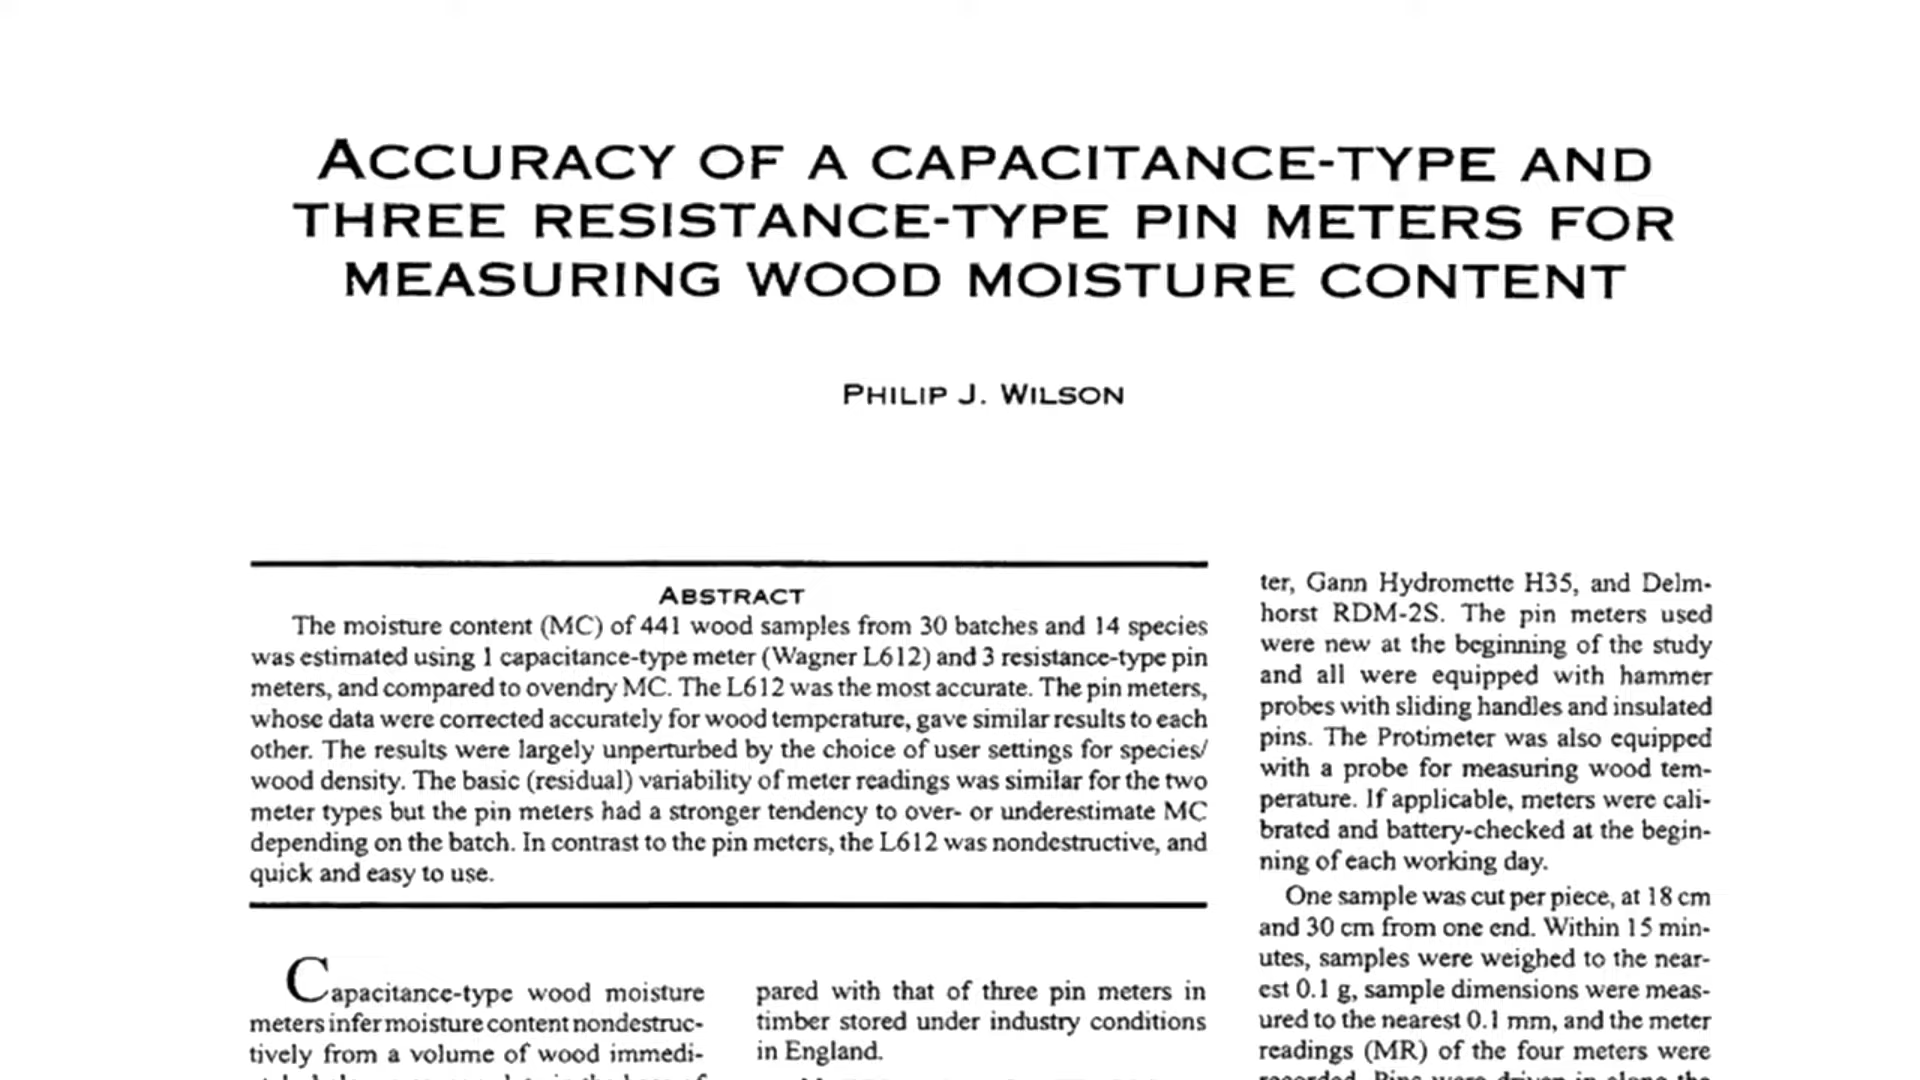 ACCURACY OF A CAPACITANCE-TYPE AND
THREE RESISTANCE-TYPE PIN METERS FOR
MEASURING WOOD MOISTURE CONTENT
PHILIP J. WILSON
ABSTRACT
The moisture content (MC) of 441 wood samples from 30 batches and 14 species
was estimated using 1 capacitance-type meter (Wagner L612) and 3 resistance-type pin
meters, and compared to ovendry MC. The L612 was the most accurate. The pin meters,
whose data were corrected accurately for wood temperature, gave similar results to each
other. The results were largely unperturbed by the choice of user settings for species/
wood density. The basic (residual) variability of meter readings was similar for the two
meter types but the pin meters had a stronger tendency to over- or underestimate MC
depending on the batch. In contrast to the pin meters, the L612 was nondestructive, and
quick and easy to use.
Capacitance-type wood moisture
meters infer moisture content nondestruc-
tively from a volume of wood immedi-
pared with that of three pin meters in
timber stored under industry conditions
in England.
ter, Gann Hydromette H35, and Delm-
horst RDM-2S. The pin meters used
were new at the beginning of the study
and all were equipped with hammer
probes with sliding handles and insulated
pins. The Protimeter was also equipped
with a probe for measuring wood tem-
perature. If applicable, meters were cali-
brated and battery-checked at the begin-
ning of each working day.
One sample was cut per piece, at 18 cm
and 30 cm from one end. Within 15 min-
utes, samples were weighed to the near-
est 0.1 g, sample dimensions were meas-
ured to the nearest 0.1 mm, and the meter
readings (MR) of the four meters were
recorded. Pins were driven in along the